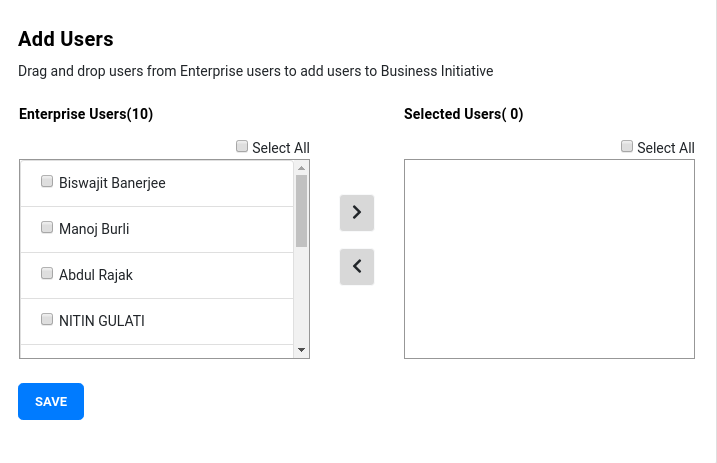 Add Users
Drag and drop users from Enterprise users to add users to Business Initiative
Enterprise Users(10)
Select All
Biswajit Banerjee
Manoj Burli
Abdul Rajak
NITIN GULATI
Selected Users( 0)
Select All
SAVE